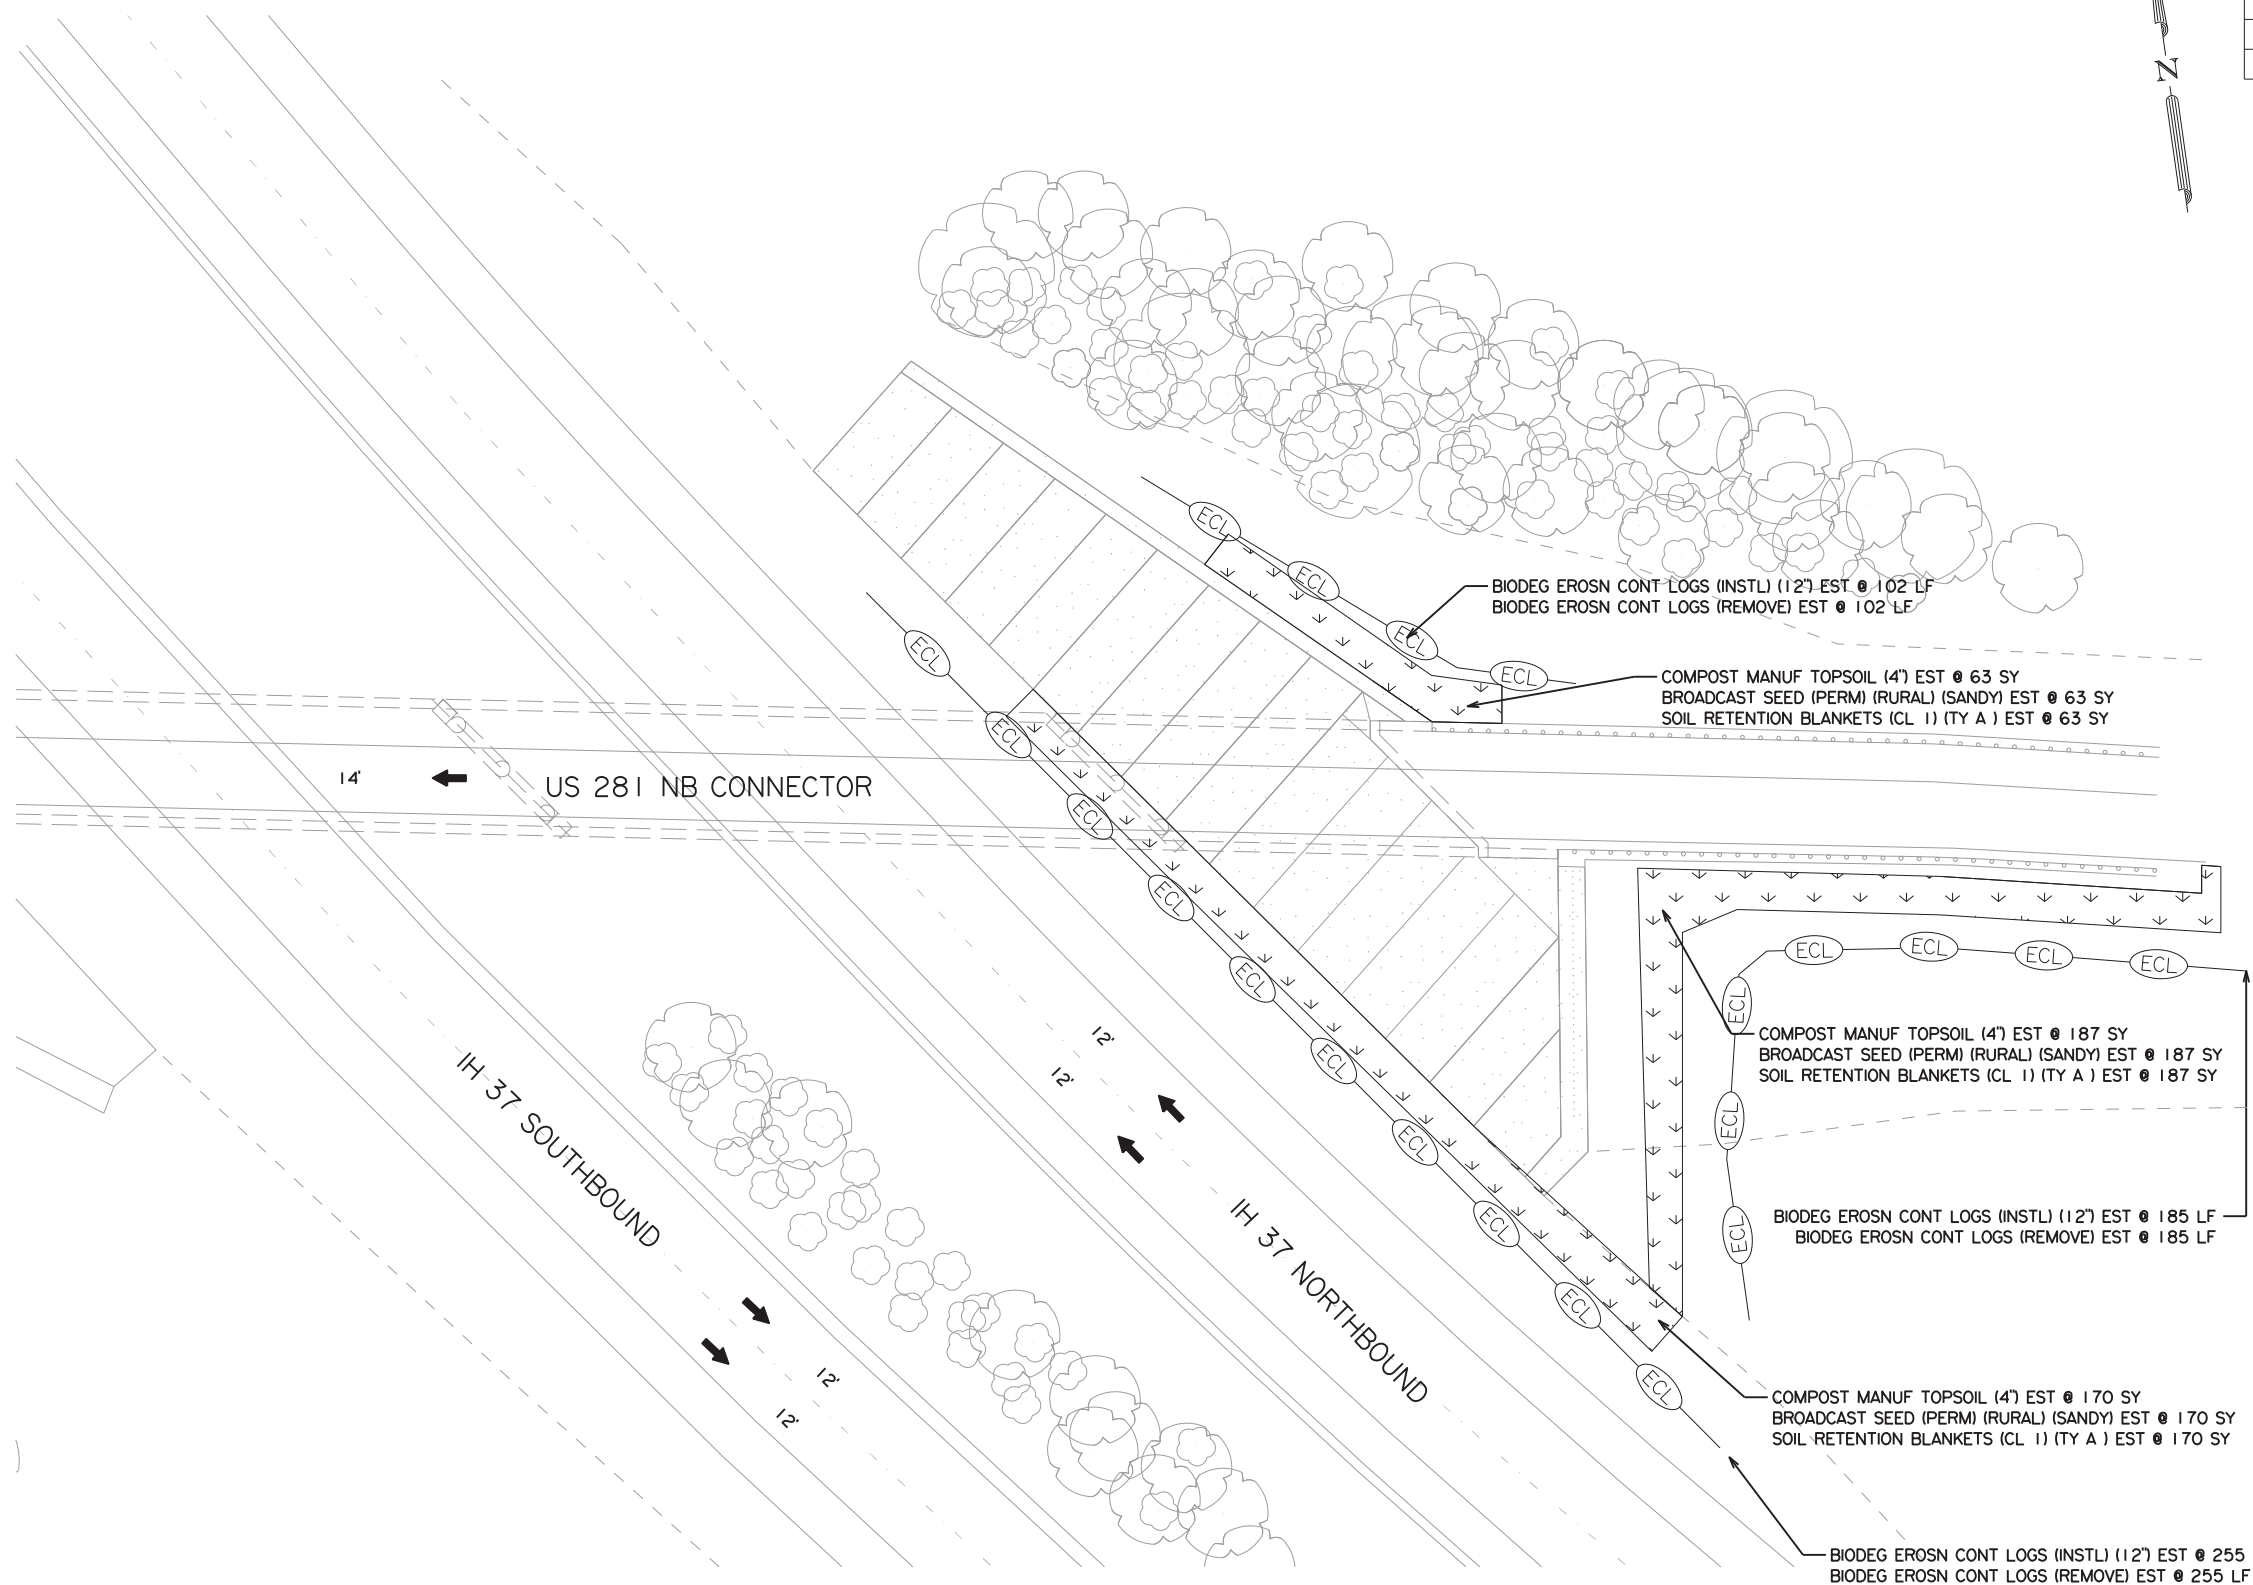 N
ECL
BIODEG EROSN CONT LOGS (INSTL) (12") EST @ 102 LF
BIODEG EROSN CONT LOGS (REMOVE) EST @ 102 LF
ECL
ECL
ECL
ECL
COMPOST MANUF TOPSOIL (4") EST @ 63 SY
BROADCAST SEED (PERM) (RURAL) (SANDY) EST @ 63 SY
SOIL RETENTION BLANKETS (CL 1) (TY A ) EST @ 63 SY
ECL
14'
US 281 NB CONNECTOR
ECL
ECL
ECL
ECL
ECL
ECL
ECL
ECL
ECL
ECL
ECL
ECL
ECL
COMPOST MANUF TOPSOIL (4") EST @ 187 SY
BROADCAST SEED (PERM) (RURAL) (SANDY) EST @ 187 SY
SOIL RETENTION BLANKETS (CL 1) (TY A ) EST @ 187 SY
12'
12'
IH 37 SOUTHBOUND
ECL
ECL
BIODEG EROSN CONT LOGS (INSTL) (12") EST @ 185 LF
BIODEG EROSN CONT LOGS (REMOVE) EST @ 185 LF
IH 37 NORTHBOUND
ECL
12'
12'
COMPOST MANUF TOPSOIL (4") EST @ 170 SY
BROADCAST SEED (PERM) (RURAL) (SANDY) EST @ 170 SY
SOIL RETENTION BLANKETS (CL 1) (TY A ) EST @ 170 SY
BIODEG EROSN CONT LOGS (INSTL) (12") EST @ 255
BIODEG EROSN CONT LOGS (REMOVE) EST @ 255 LF